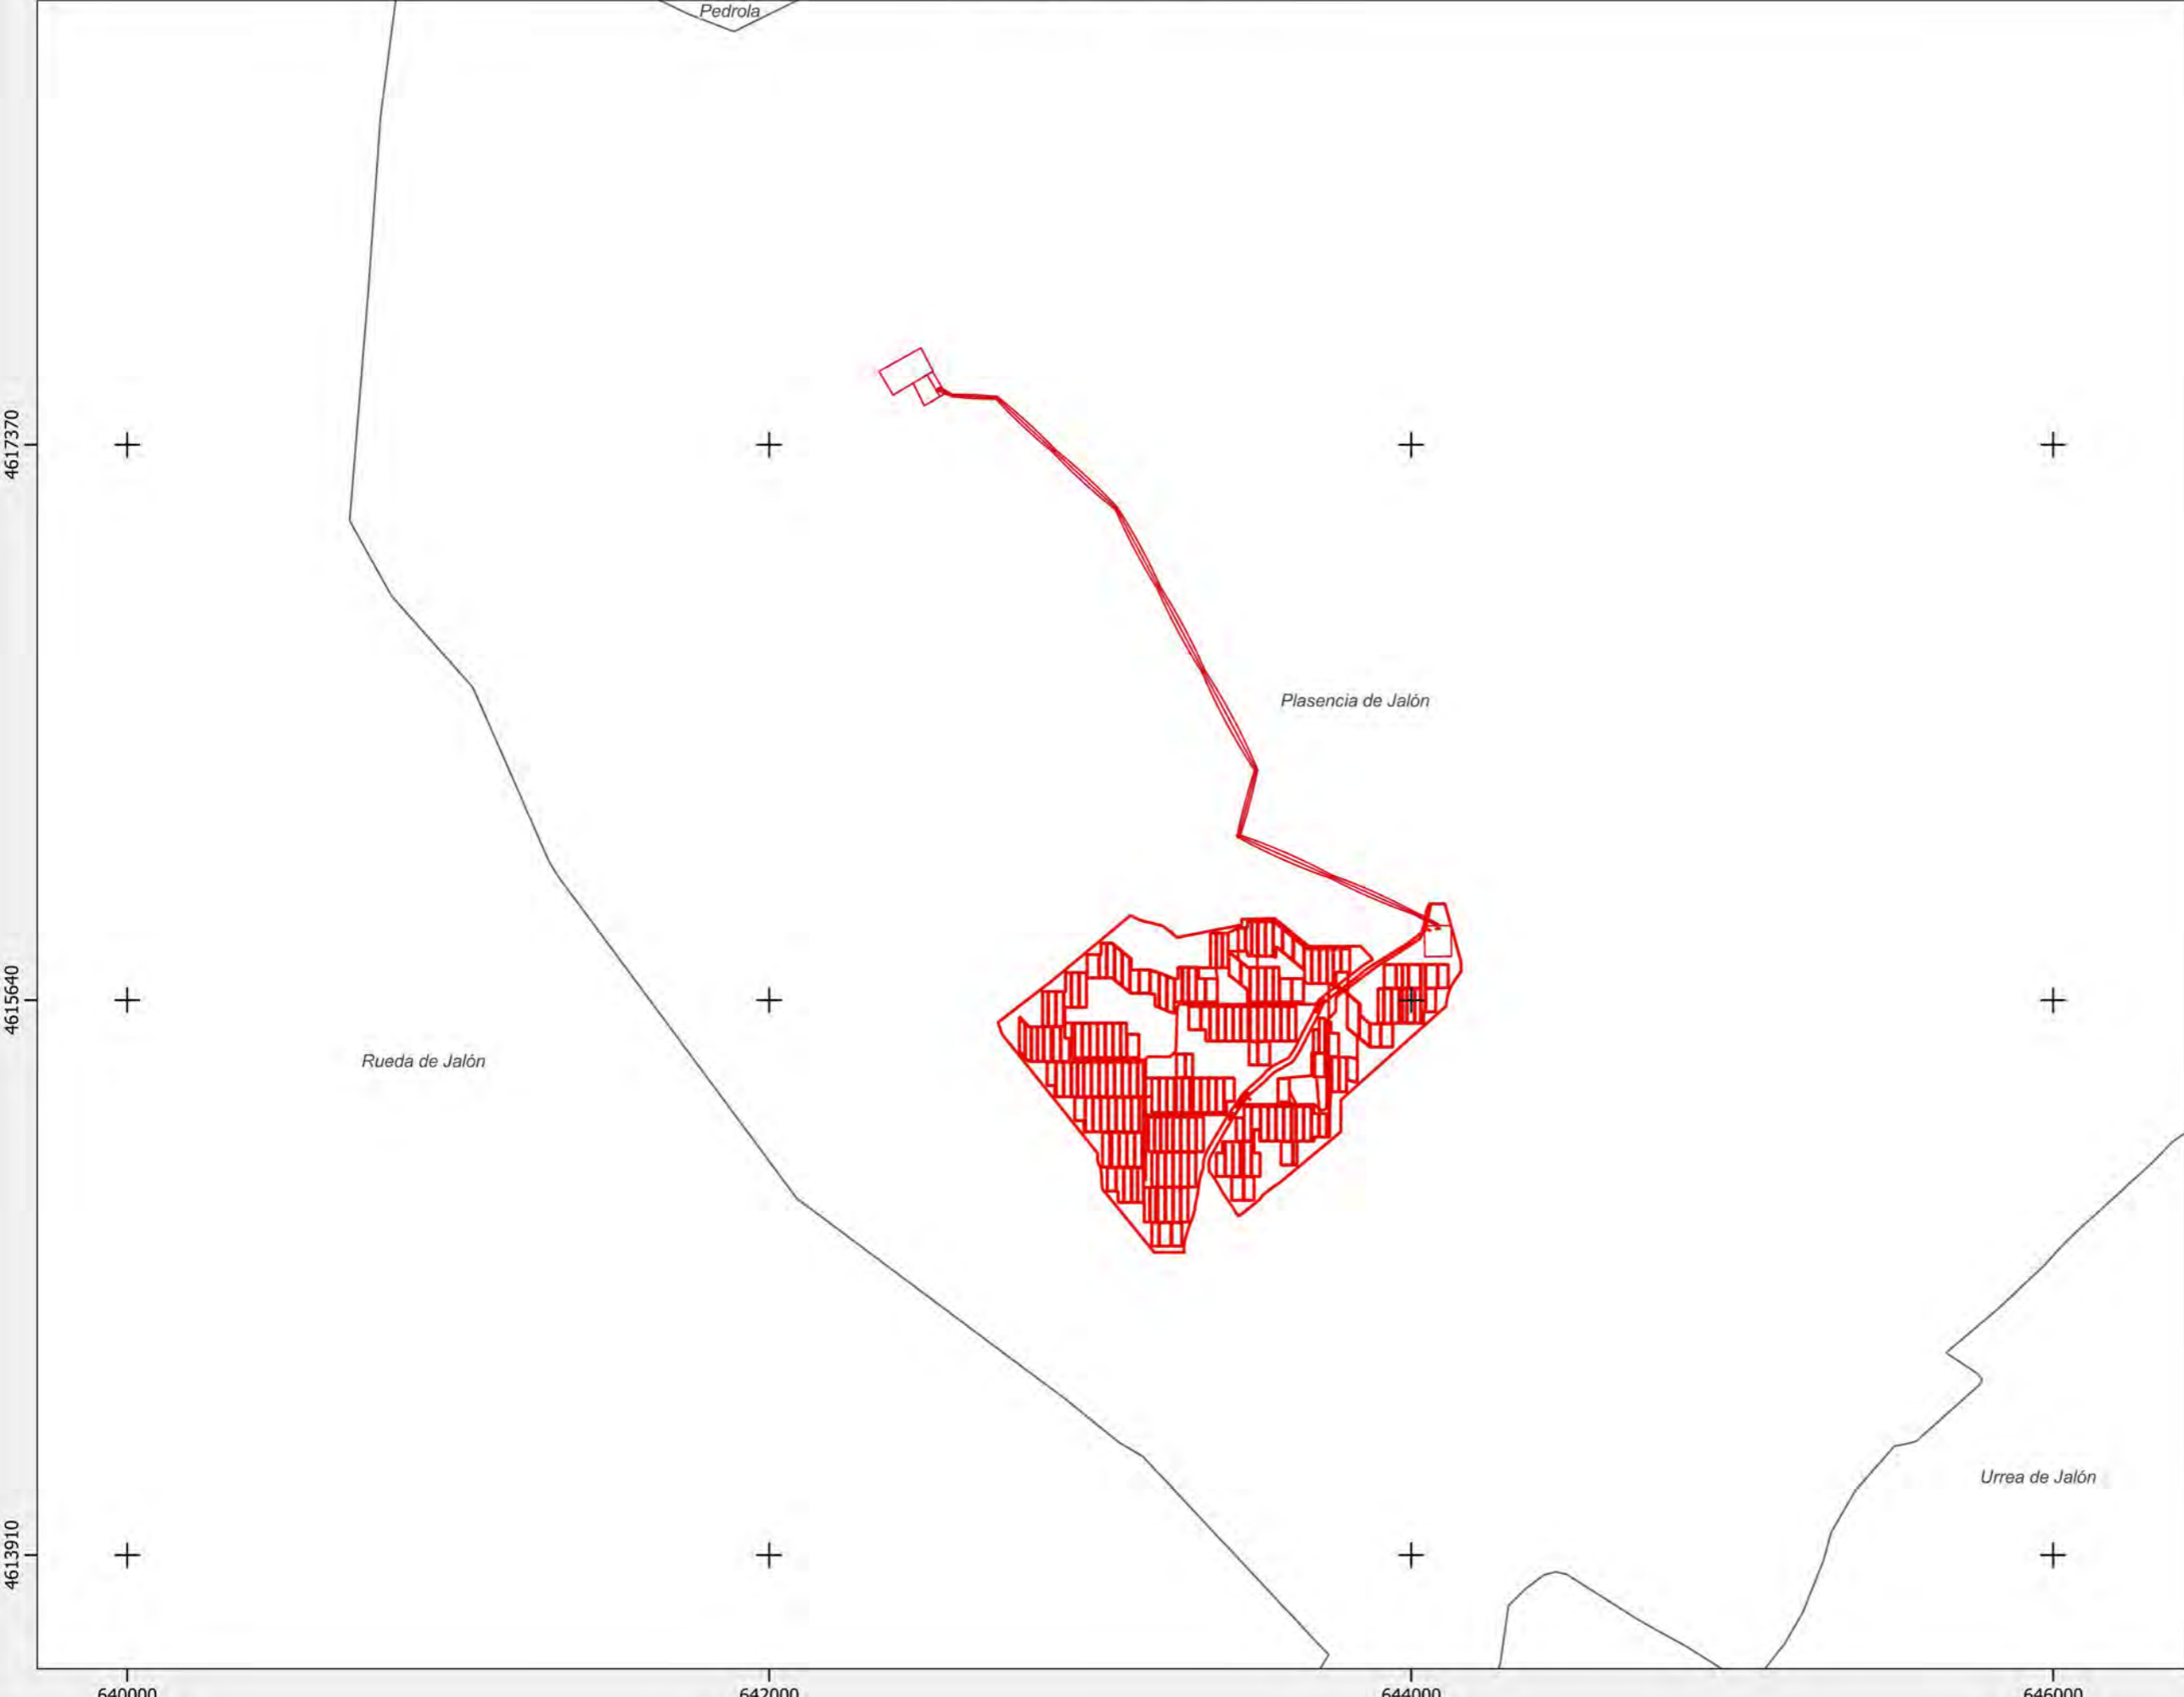 Pedrola
4617370
Plasencia de Jalón
4615640
Rueda de Jalón
Urrea de Jalón
4613910
640000
642000
644000
646000